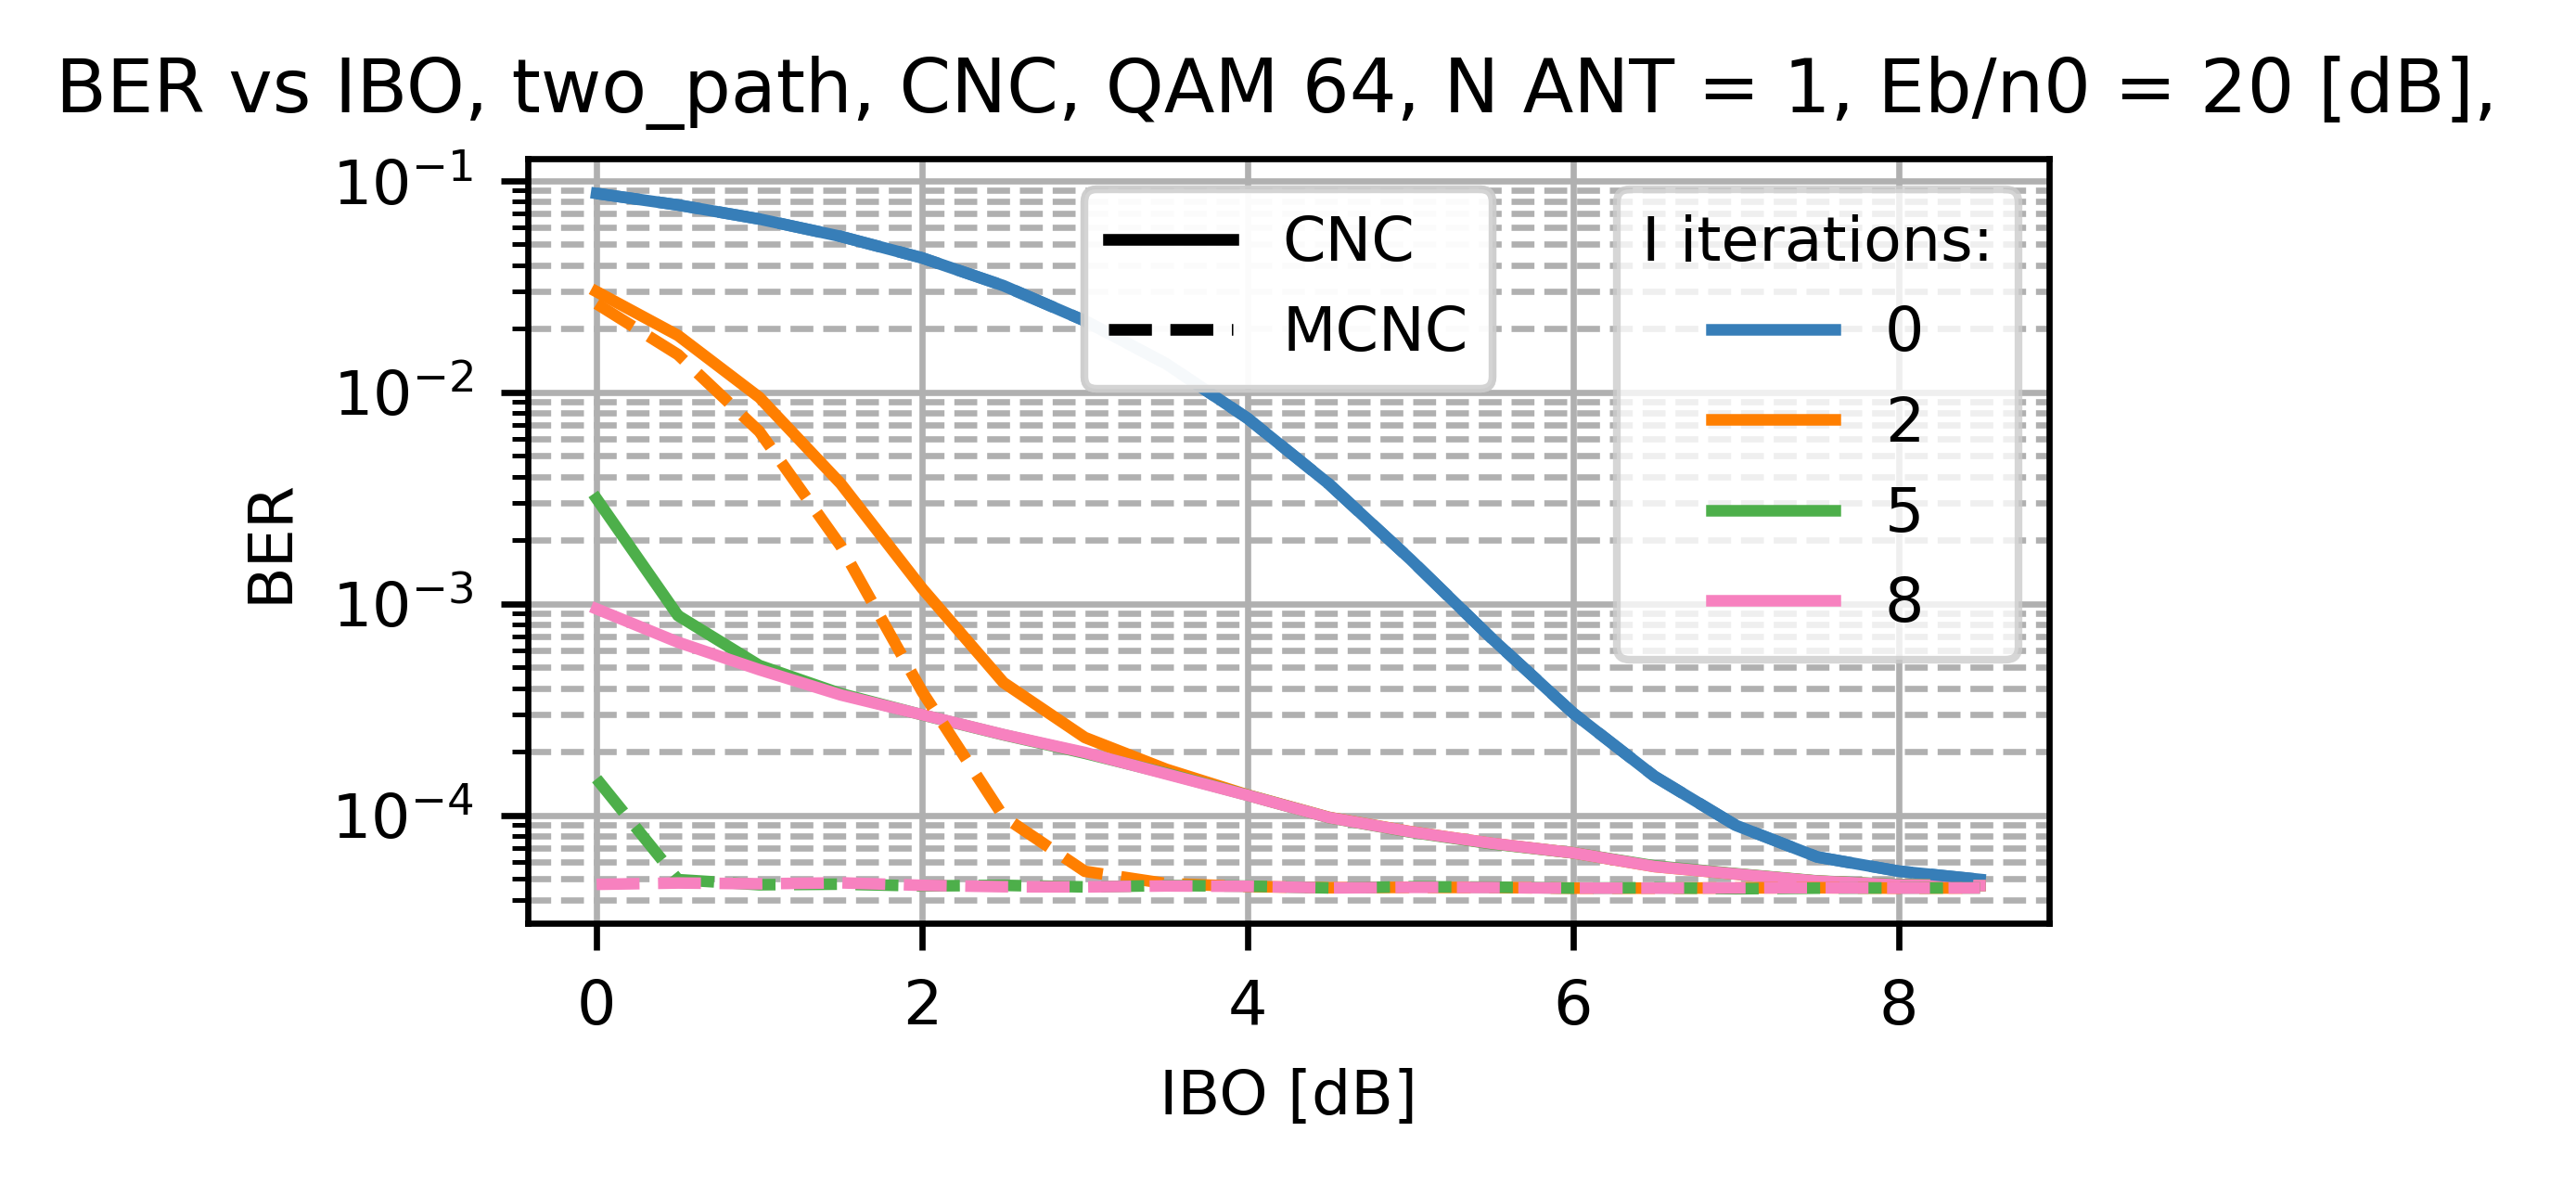 BER vs IBO, two_path, CNC, QAM 64, N ANT = 1, Eb/n0 = 20 [dB],
10⁻¹
10⁻²
10⁻³
10⁻⁴
BER
CNC
MCNC
I iterations:
0
2
5
8
0 2 4 6 8
IBO [dB]